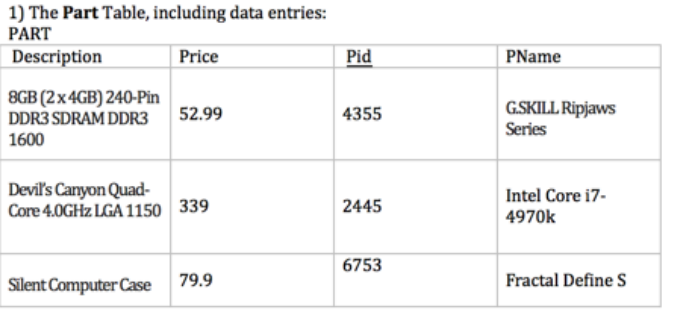 1) The Part Table, including data entries:
PART
Description Price Pid PName
8GB (2 x 4GB) 240-Pin
DDR3 SDRAM DDR3
1600
52.99
4355
G.SKILL Ripjaws
Series
Devil's Canyon Quad-
Core 4.0GHz LGA 1150
339
2445
Intel Core i7-
4970k
Silent Computer Case
79.9
6753
Fractal Define S